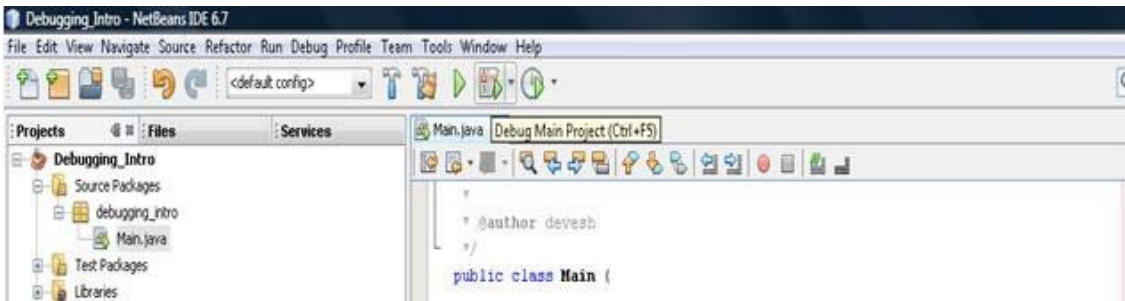 Debugging_Intro - NetBeans IDE 6.7
File Edit View Navigate Source Refactor Run Debug Profile Team Tools Window Help
<default config>
Projects Files Services
Main.java Debug Main Project (Ctrl+F5)
Debugging_Intro
Source Packages
debugging_intro
Main.java
Test Packages
Libraries
*
* @author devesh
*/
public class Main {